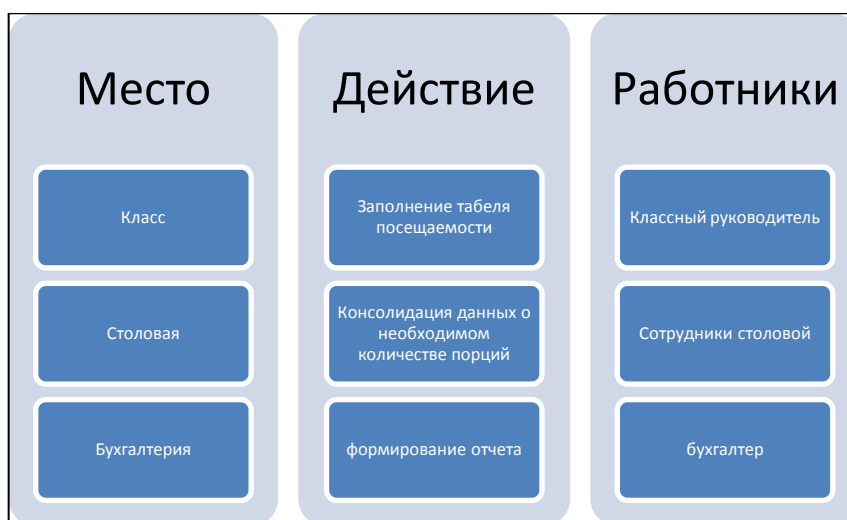 Место
Класс
Столовая
Бухгалтерия
Действие
Заполнение табеля
посещаемости
Консолидация данных о
необходимом
количестве порций
формирование отчета
Работники
Классный руководитель
Сотрудники столовой
бухгалтер